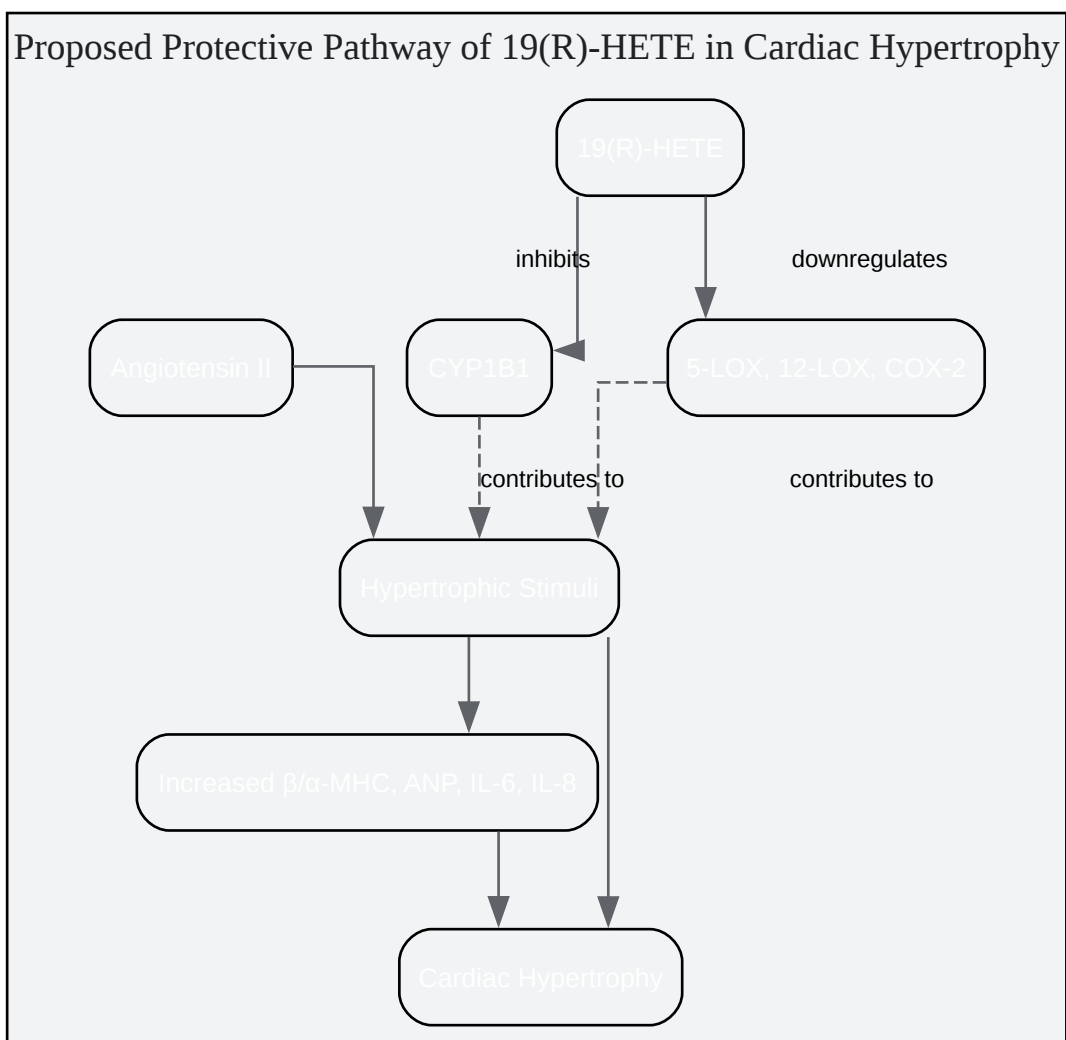 Proposed Protective Pathway of 19(R)-HETE in Cardiac Hypertrophy
19(R)-HETE
inhibits
downregulates
Angiotensin II
CYP1B1
5-LOX, 12-LOX, COX-2
contributes to
contributes to
Hypertrophic Stimuli
Increased β/α-MHC, ANP, IL-6, IL-8
Cardiac Hypertrophy